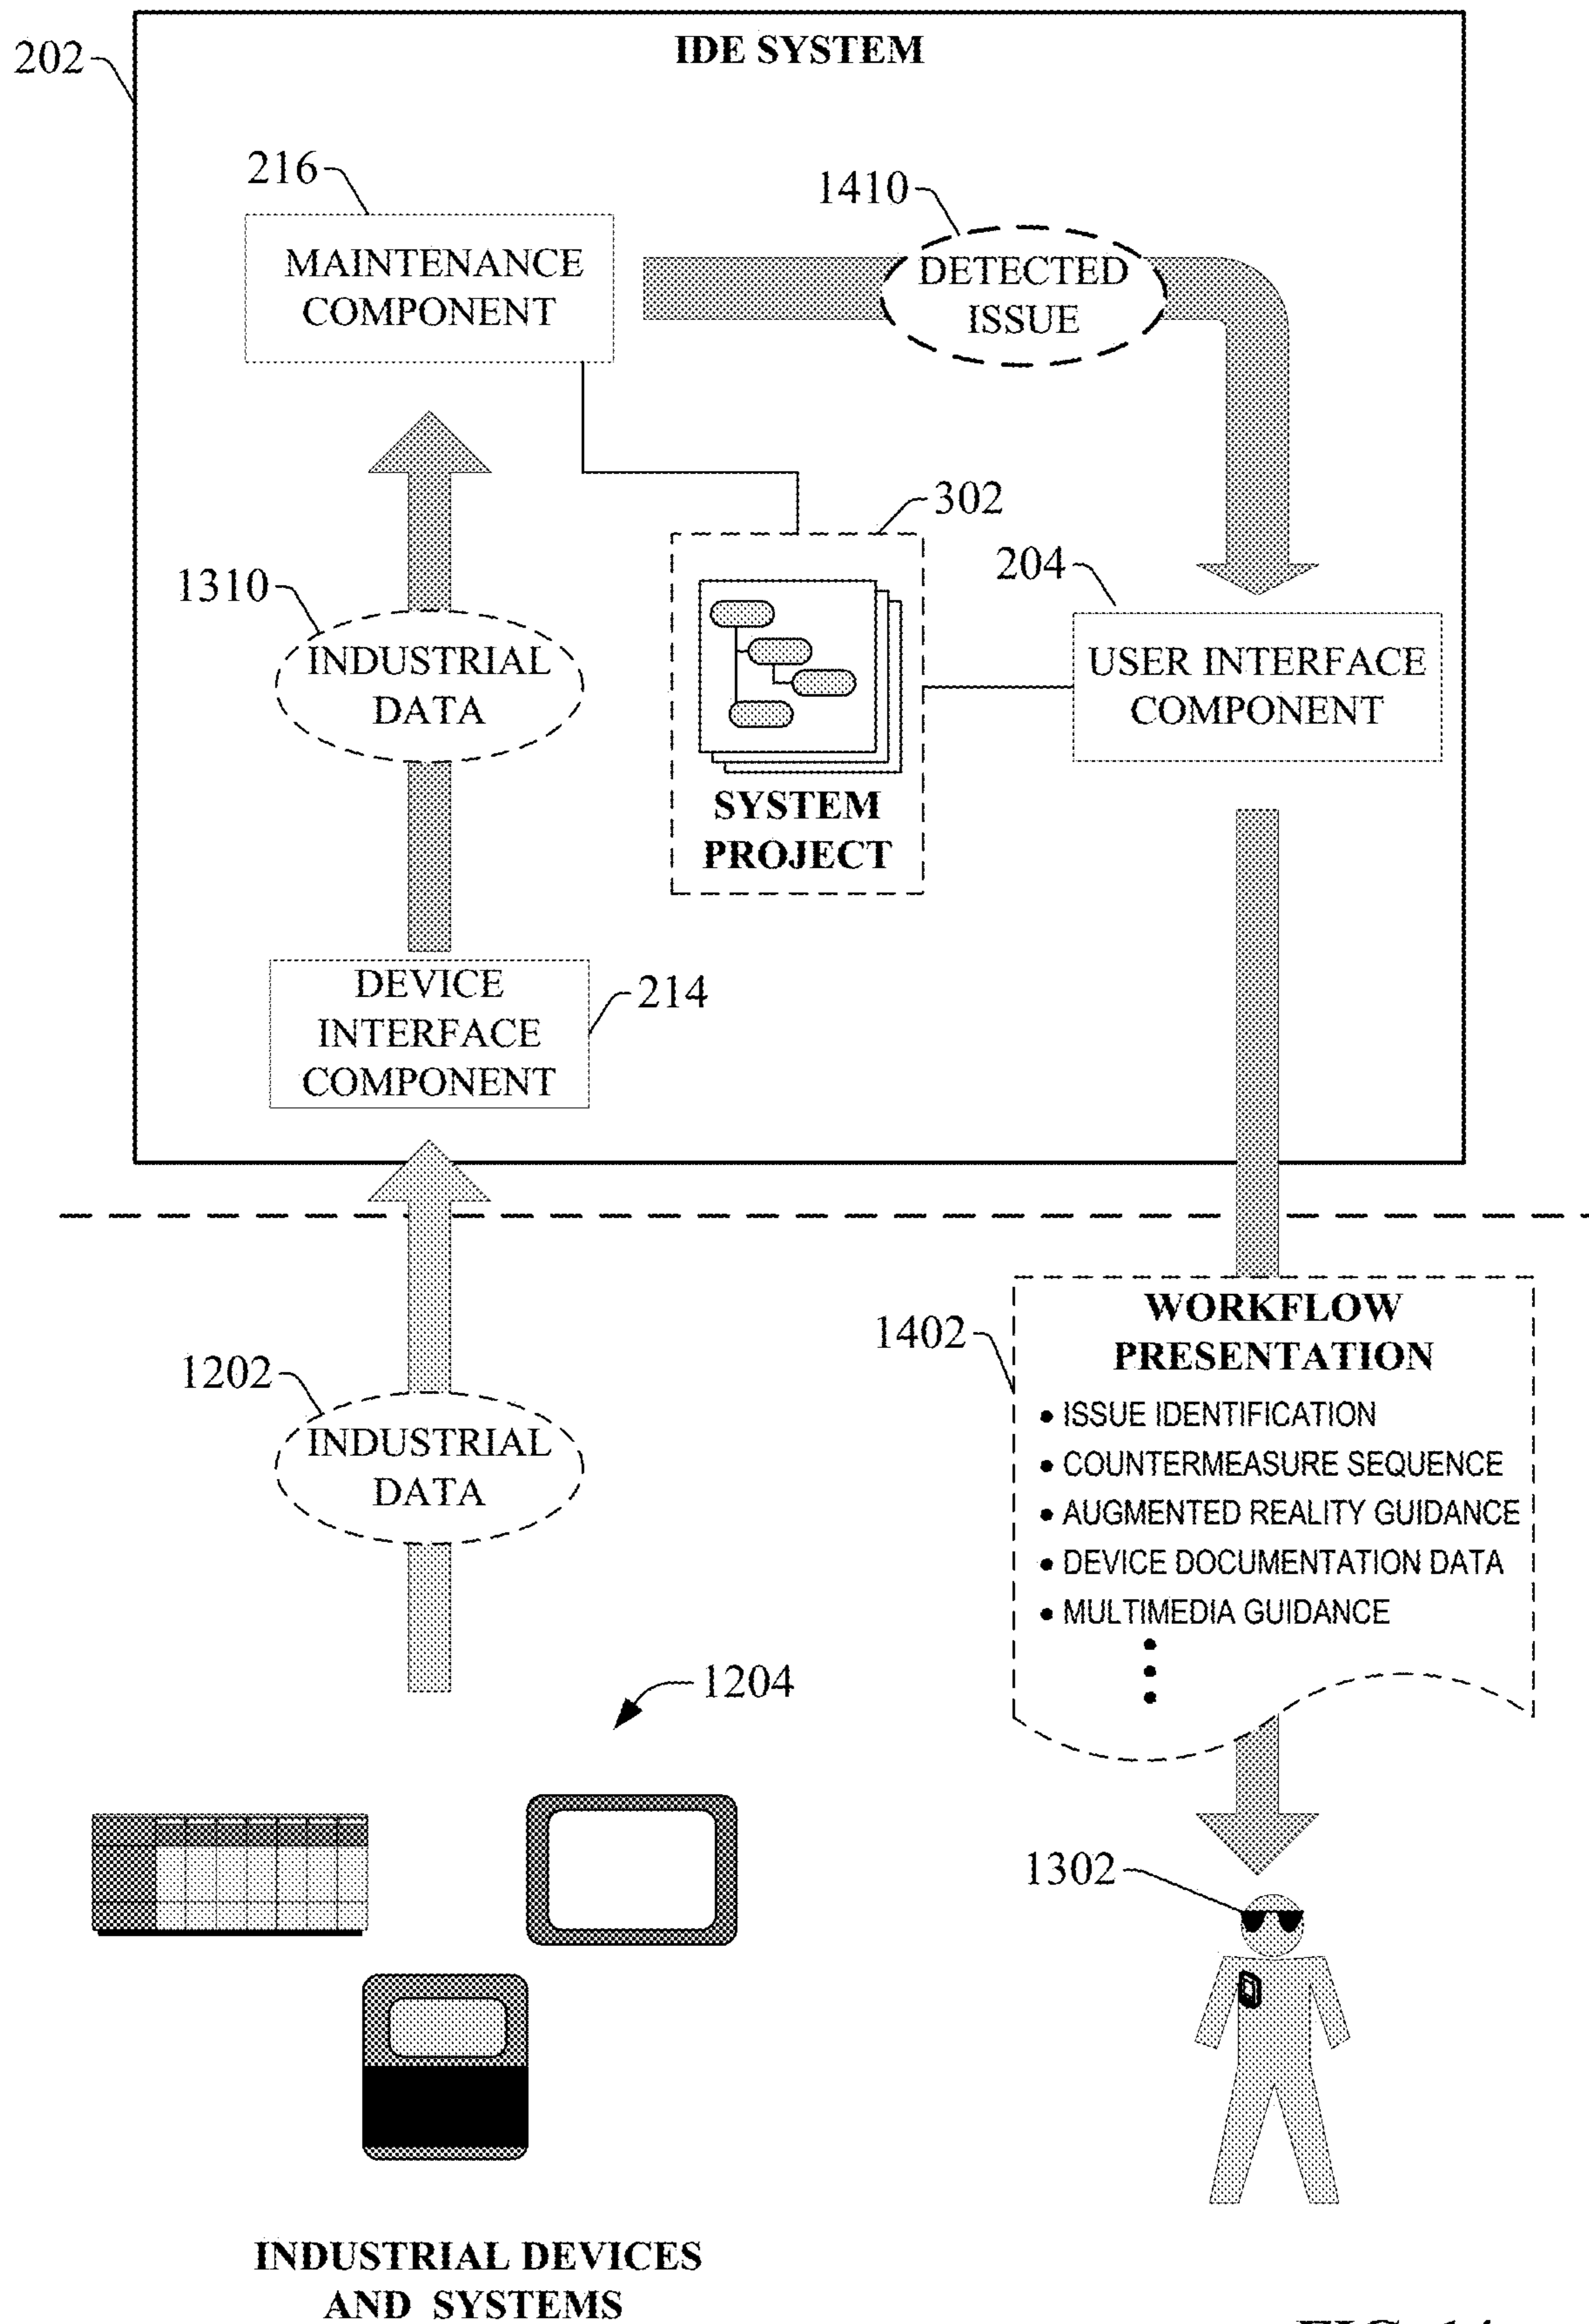 IDE SYSTEM
202
216
1410
MAINTENANCE
COMPONENT
DETECTED
ISSUE
302
204
1310
INDUSTRIAL
DATA
USER INTERFACE
COMPONENT
SYSTEM
PROJECT
DEVICE
INTERFACE
COMPONENT
214
WORKFLOW
PRESENTATION
1402
• ISSUE IDENTIFICATION
• COUNTERMEASURE SEQUENCE
• AUGMENTED REALITY GUIDANCE
• DEVICE DOCUMENTATION DATA
• MULTIMEDIA GUIDANCE
1202
INDUSTRIAL
DATA
1204
1302
INDUSTRIAL DEVICES
AND SYSTEMS